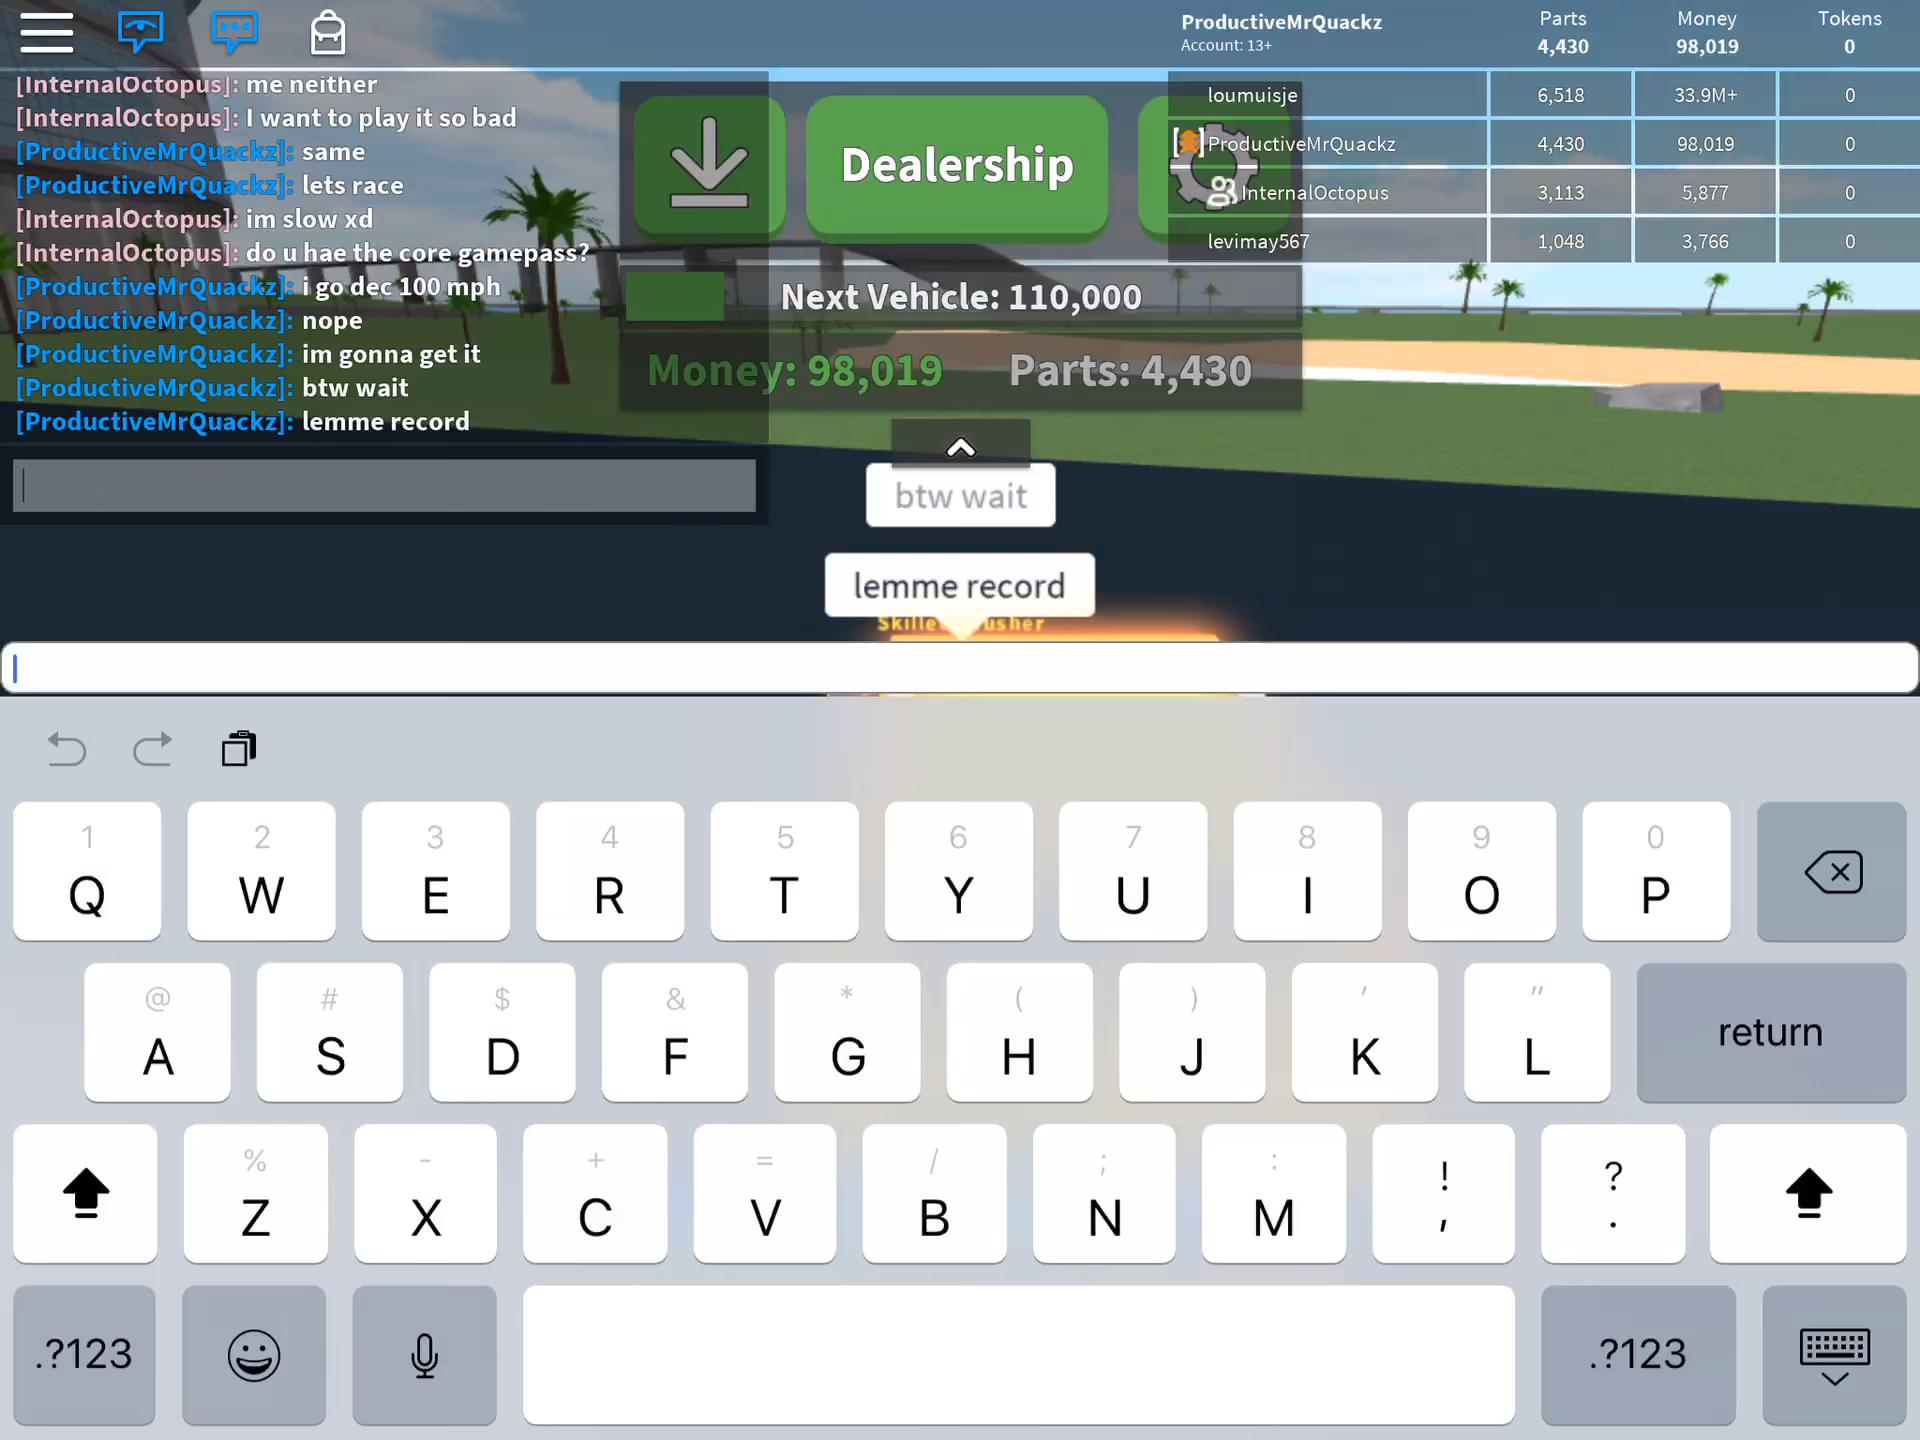 ProductiveMrQuackz
Account: 13+
Parts
4,430
Money
98,019
Tokens
0
loumuisje 6,518 33.9M+ 0
ProductiveMrQuackz 4,430 98,019 0
InternalOctopus 3,113 5,877 0
levimay567 1,048 3,766 0
[InternalOctopus]: me neither
[InternalOctopus]: I want to play it so bad
[ProductiveMrQuackz]: same
[ProductiveMrQuackz]: lets race
[InternalOctopus]: im slow xd
[InternalOctopus]: do u hae the core gamepass?
[ProductiveMrQuackz]: i go dec 100 mph
[ProductiveMrQuackz]: nope
[ProductiveMrQuackz]: im gonna get it
[ProductiveMrQuackz]: btw wait
[ProductiveMrQuackz]: lemme record
Dealership
Next Vehicle: 110,000
Money: 98,019 Parts: 4,430
btw wait
lemme record
1 2 3 4 5 6 7 8 9 0
Q W E R T Y U I O P
@ # $ & * ( ) ' "
A S D F G H J K L return
% - + = / ; : ! ?
Z X C V B N M , .
.?123 .?123